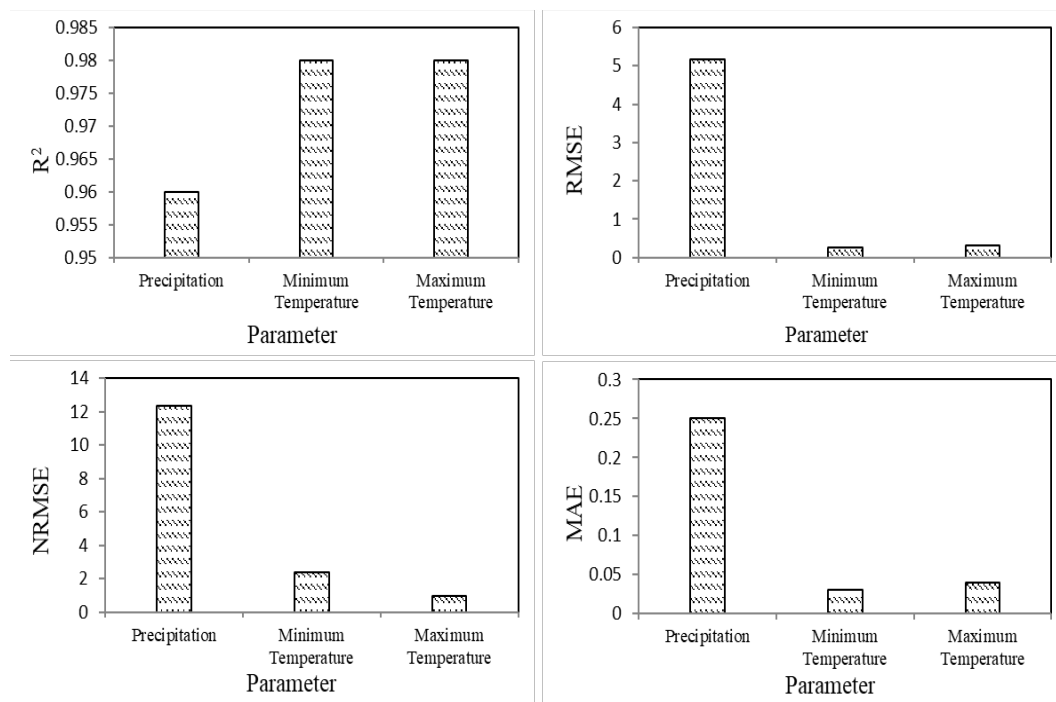 0.985
0.98
0.975
0.97
0.965
0.96
0.955
0.95
R²
Precipitation
Minimum
Temperature
Maximum
Temperature
Parameter
6
5
4
3
2
1
0
RMSE
Precipitation
Minimum
Temperature
Maximum
Temperature
Parameter
14
12
10
8
6
4
2
0
NRMSE
Precipitation
Minimum
Temperature
Maximum
Temperature
Parameter
0.3
0.25
0.2
0.15
0.1
0.05
0
MAE
Precipitation
Minimum
Temperature
Maximum
Temperature
Parameter